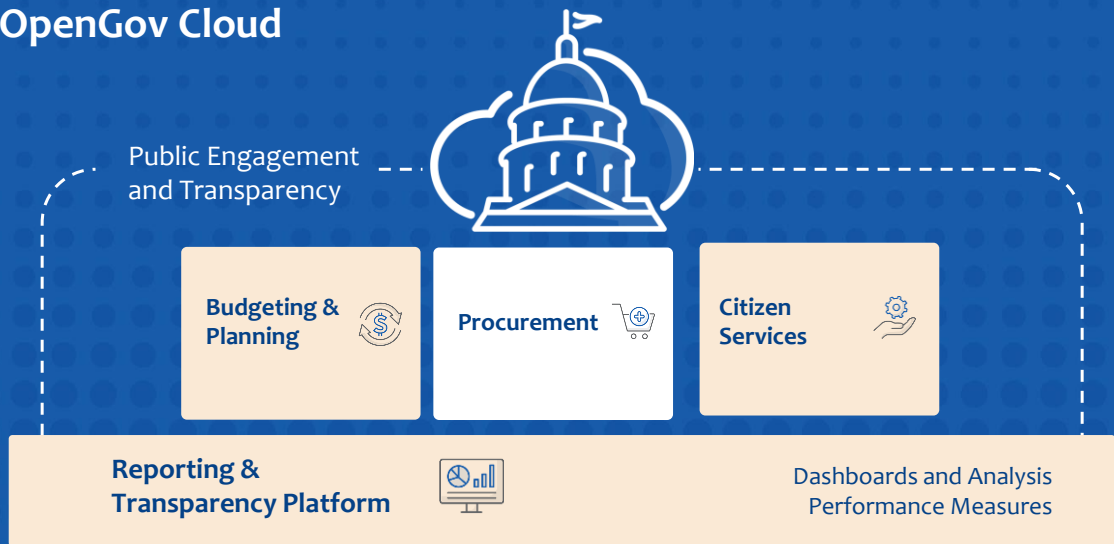 OpenGov Cloud
Public Engagement
and Transparency
Budgeting &
Planning
Procurement
Citizen
Services
Reporting &
Transparency Platform
Dashboards and Analysis
Performance Measures